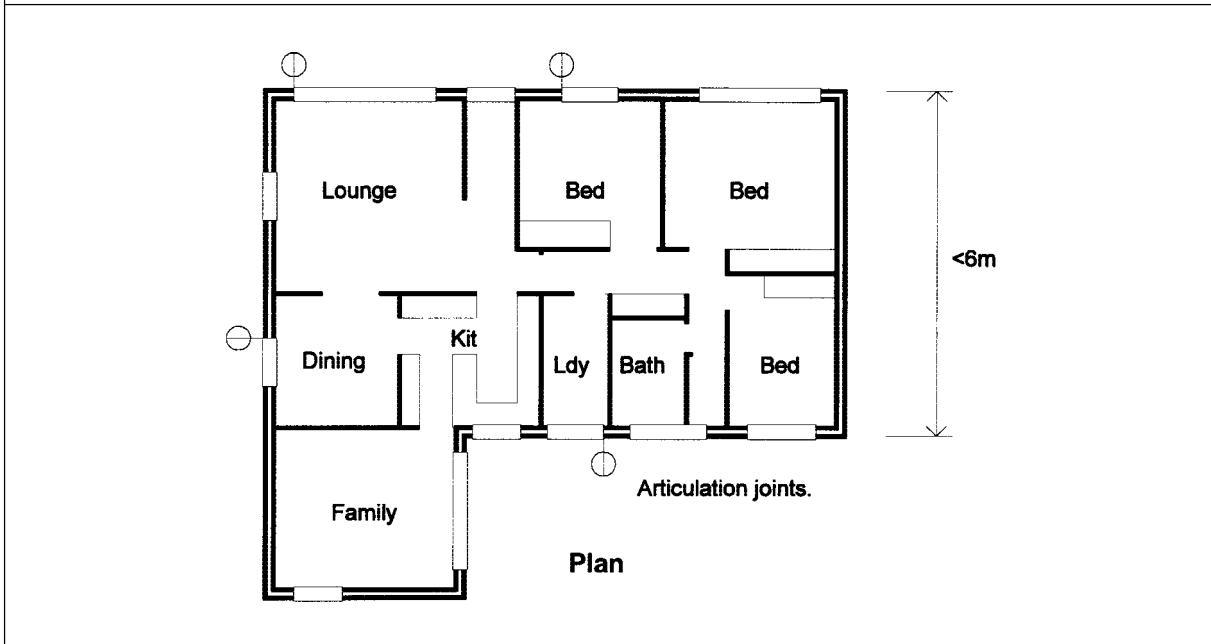 Lounge
Bed
Bed
<6m
Dining
Kit
Ldy
Bath
Bed
Articulation joints.
Family
Plan